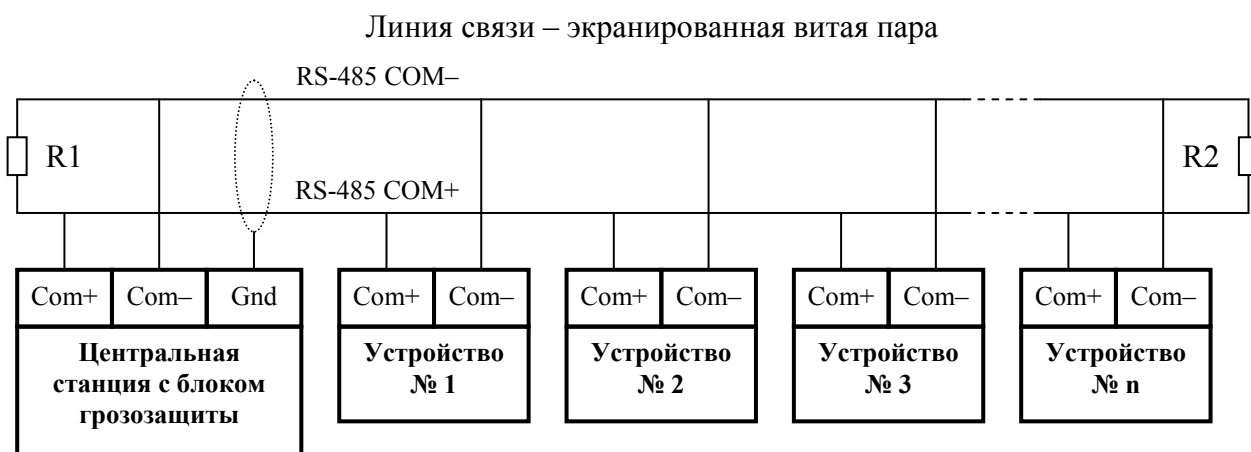 Линия связи – экранированная витая пара
RS-485 COM–
R1
R2
RS-485 COM+
Com+ Com– Gnd
Com+ Com–
Com+ Com–
Com+ Com–
Com+ Com–
Центральная
станция с блоком
грозозащиты
Устройство
№ 1
Устройство
№ 2
Устройство
№ 3
Устройство
№ n